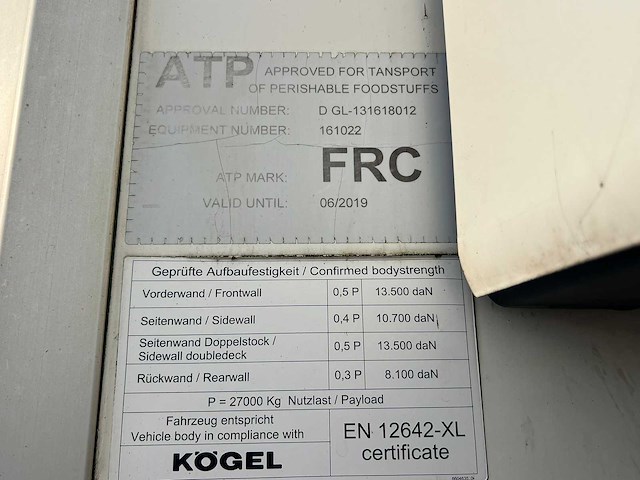 ATP APPROVED FOR TANSPORT
OF PERISHABLE FOODSTUFFS
APPROVAL NUMBER: D GL-131618012
EQUIPMENT NUMBER: 161022
ATP MARK: FRC
VALID UNTIL: 06/2019
Geprüfte Aufbaufestigkeit / Confirmed bodystrength
Vorderwand / Frontwall 0,5 P 13.500 daN
Seitenwand / Sidewall 0,4 P 10.700 daN
Seitenwand Doppelstock /
Sidewall doubledeck 0,5 P 13.500 daN
Rückwand / Rearwall 0,3 P 8.100 daN
P = 27000 Kg Nutzlast / Payload
Fahrzeug entspricht
Vehicle body in compliance with
KÖGEL
EN 12642-XL
certificate